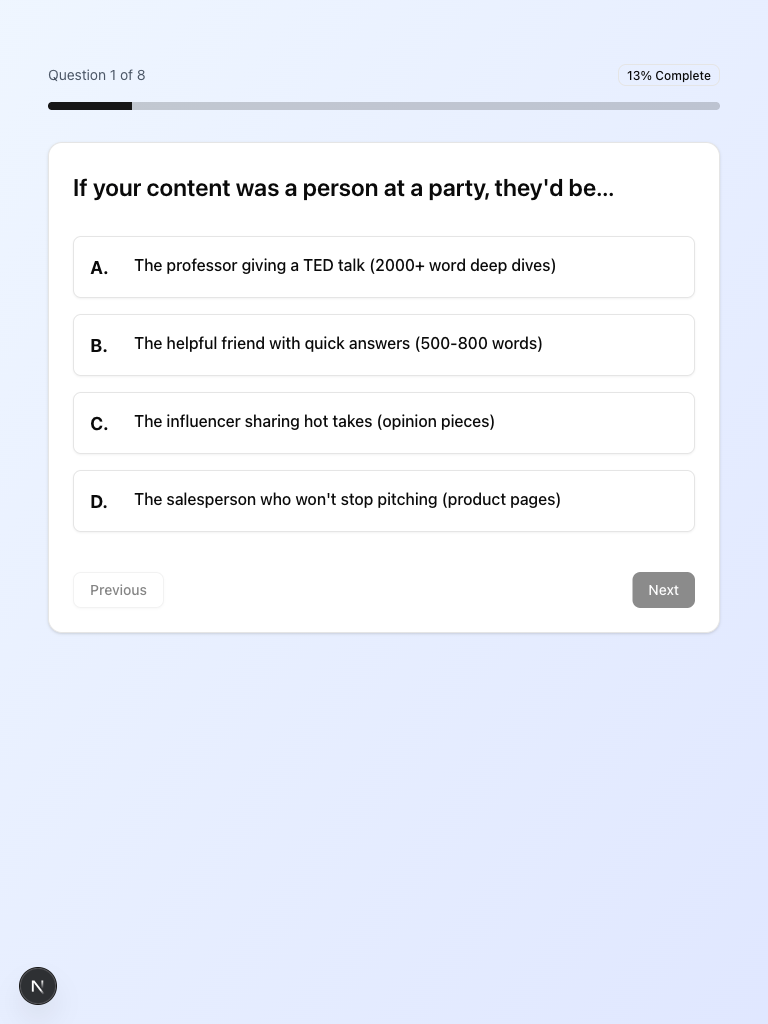 Question 1 of 8
13% Complete
If your content was a person at a party, they'd be...
A. The professor giving a TED talk (2000+ word deep dives)
B. The helpful friend with quick answers (500-800 words)
C. The influencer sharing hot takes (opinion pieces)
D. The salesperson who won't stop pitching (product pages)
Previous
Next
N